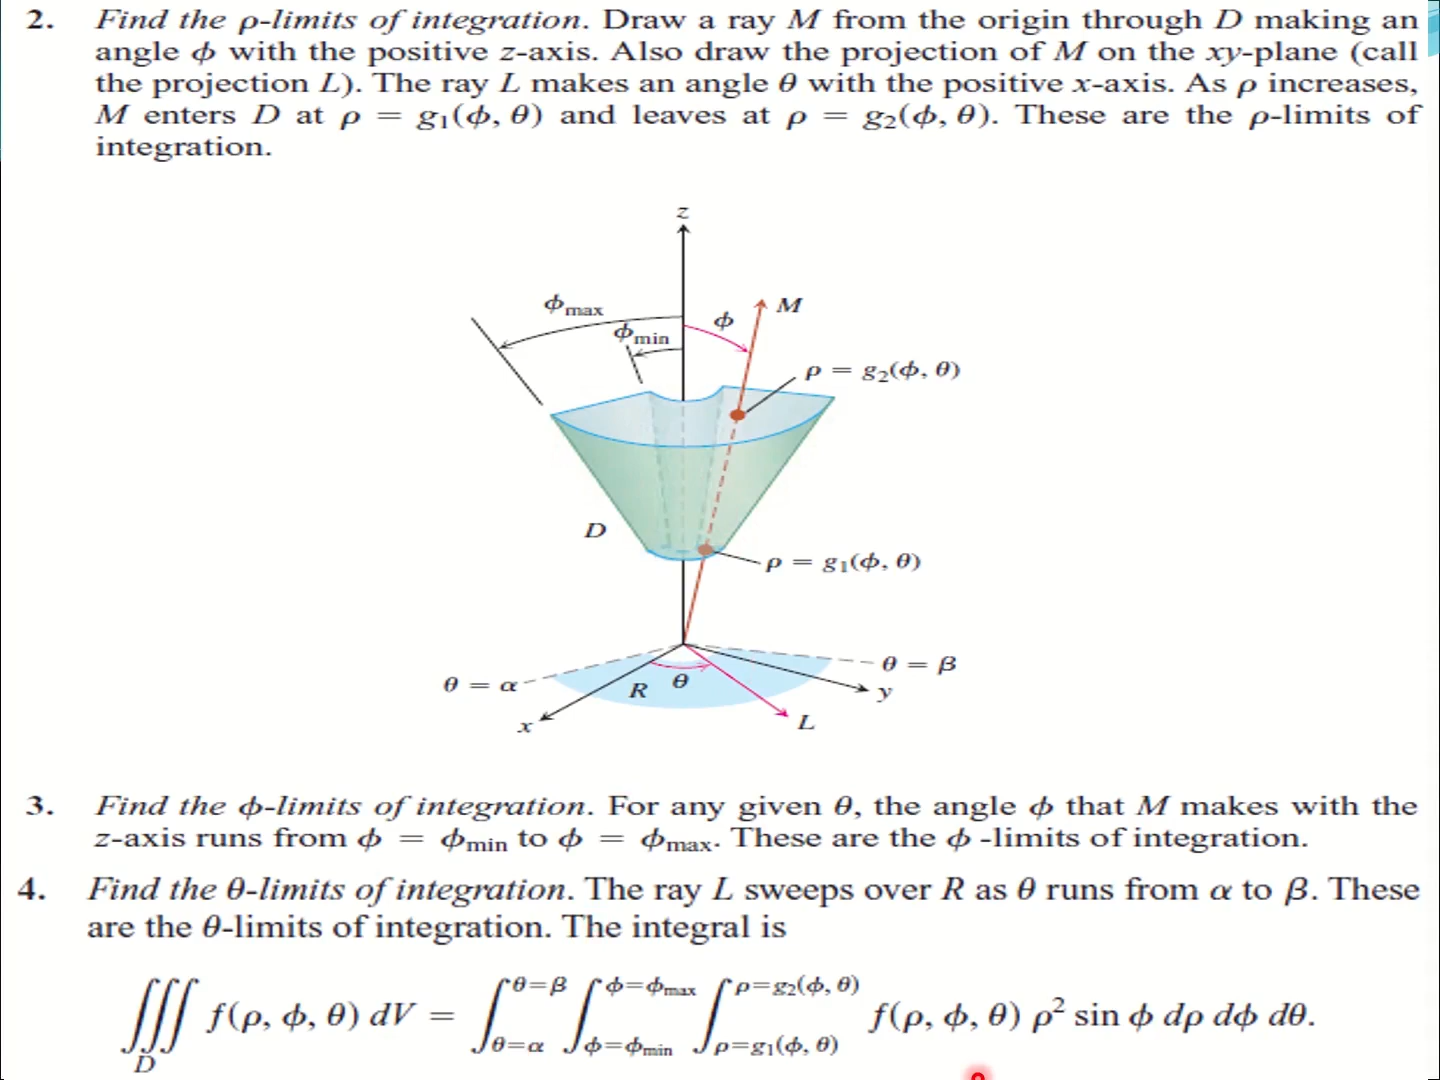 2. Find the ρ-limits of integration. Draw a ray M from the origin through D making an
angle ϕ with the positive z-axis. Also draw the projection of M on the xy-plane (call
the projection L). The ray L makes an angle θ with the positive x-axis. As ρ increases,
M enters D at ρ = g₁(ϕ, θ) and leaves at ρ = g₂(ϕ, θ). These are the ρ-limits of
integration.
z
ϕmax
ϕ
M
ϕmin
ρ = g₂(ϕ, θ)
D
ρ = g₁(ϕ, θ)
θ = α
R
θ
θ = β
y
x
L
3. Find the ϕ-limits of integration. For any given θ, the angle ϕ that M makes with the
z-axis runs from ϕ = ϕmin to ϕ = ϕmax. These are the ϕ -limits of integration.
4. Find the θ-limits of integration. The ray L sweeps over R as θ runs from α to β. These
are the θ-limits of integration. The integral is
∭_D f(ρ, ϕ, θ) dV = ∫_{θ=α}^{θ=β} ∫_{ϕ=ϕmin}^{ϕ=ϕmax} ∫_{ρ=g₁(ϕ, θ)}^{ρ=g₂(ϕ, θ)} f(ρ, ϕ, θ) ρ² sin ϕ dρ dϕ dθ.